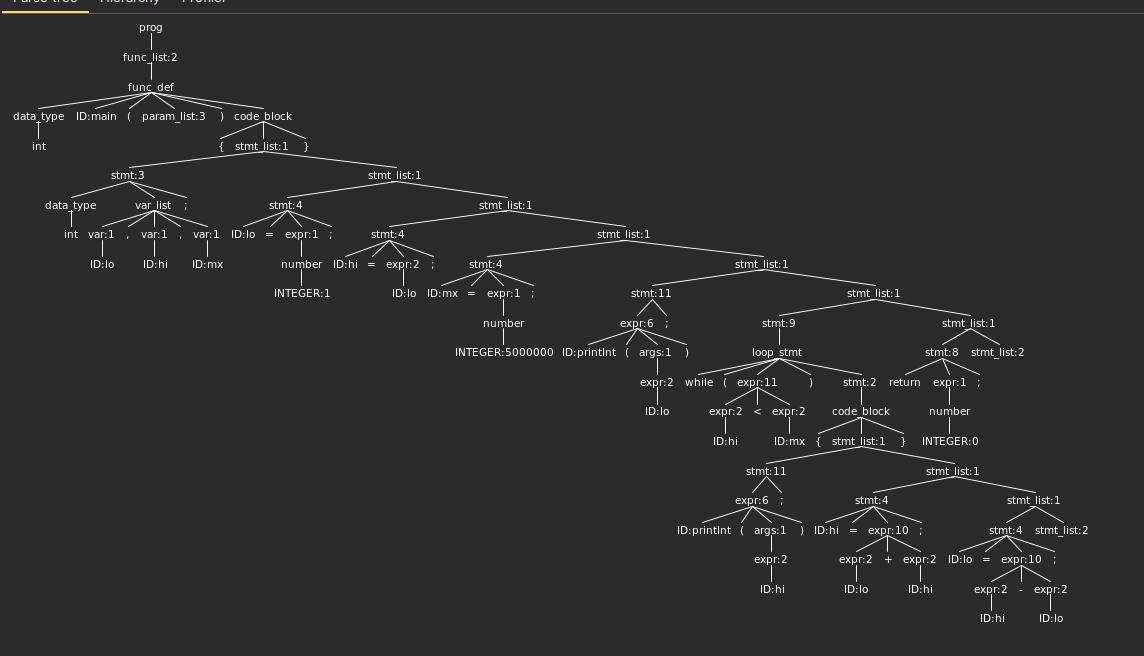 Parse tree Hierarchy Profiler
prog
func_list:2
func_def
data_type ID:main ( param_list:3 ) code_block
int { stmt_list:1 }
stmt:3 stmt_list:1
data_type var_list ; stmt:4 stmt_list:1
int var:1 , var:1 , var:1 ID:lo = expr:1 ; stmt:4 stmt_list:1
ID:lo ID:hi ID:mx number ID:hi = expr:2 ; stmt:4 stmt_list:1
INTEGER:1 ID:lo ID:mx = expr:1 ; stmt:11 stmt_list:1
number expr:6 ; stmt:9 stmt_list:1
INTEGER:5000000 ID:printInt ( args:1 ) loop_stmt stmt:8 stmt_list:2
expr:2 while ( expr:11 ) stmt:2 return expr:1 ;
ID:lo expr:2 < expr:2 code_block number
ID:hi ID:mx { stmt_list:1 } INTEGER:0
stmt:11 stmt_list:1
expr:6 ; stmt:4 stmt_list:1
ID:printInt ( args:1 ) ID:hi = expr:10 ; stmt:4 stmt_list:2
expr:2 expr:2 + expr:2 ID:lo = expr:10 ;
ID:hi ID:lo ID:hi expr:2 - expr:2
ID:hi ID:lo